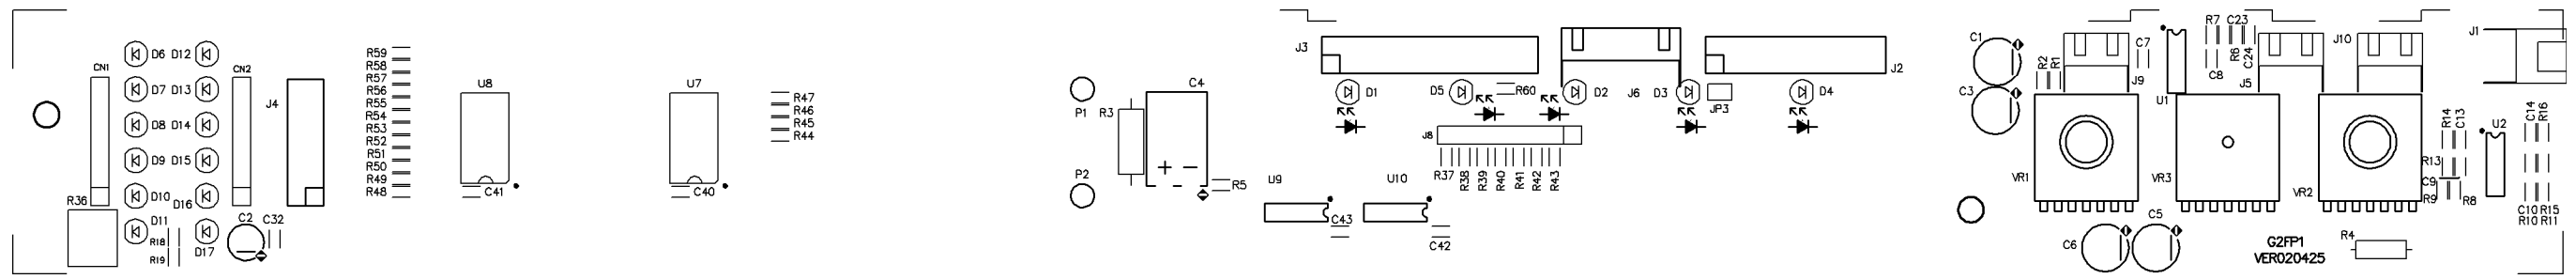 CN1
D6 D12
D7 D13
D8 D14
D9 D15
D10 D16
D11 D17
R36
R18
R19
CN2
J4
C2 C32
R59
R58
R57
R56
R55
R54
R53
R52
R51
R50
R49
R48
U8
C41
U7
C40
R47
R46
R45
R44
P1
P2
R3
C4
+ −
R5
J3
D1
D5
R60
D2
J6
D3
JP3
D4
J2
J8
R37 R38 R39 R40 R41 R42 R43
U9
C43
U10
C42
C1
C3
R2 R1
J9
C7
U1
R7 C23
R6 C24
C8
J5
J10
J1
VR1
VR3
VR2
C6
C5
R14 C13
R13
C9
R9 R8
U2
C14 R16
C10 R15
R10 R11
G2FP1
VER020425
R4